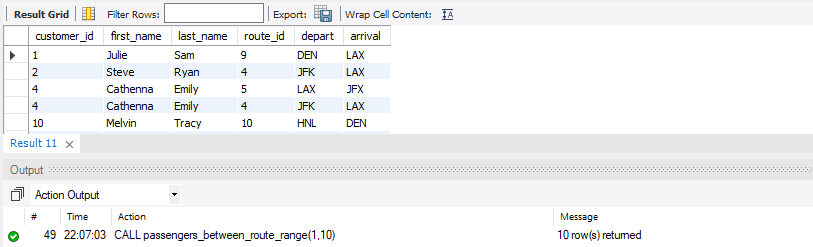 Result Grid Filter Rows: Export: Wrap Cell Content:
customer_id first_name last_name route_id depart arrival
1 Julie Sam 9 DEN LAX
2 Steve Ryan 4 JFK LAX
4 Cathenna Emily 5 LAX JFX
4 Cathenna Emily 4 JFK LAX
10 Melvin Tracy 10 HNL DEN
Result 11
Output
Action Output
# Time Action Message
49 22:07:03 CALL passengers_between_route_range(1,10) 10 row(s) returned